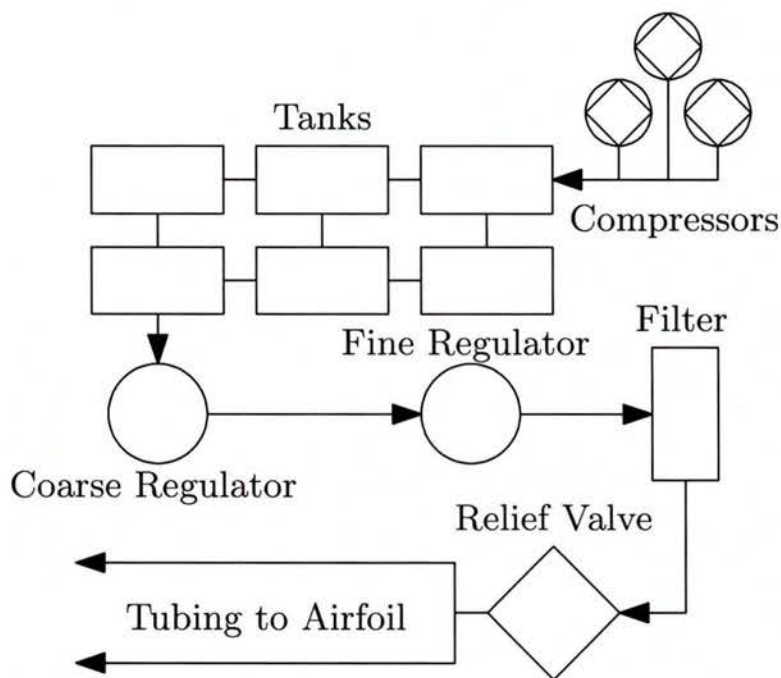 Tanks
Compressors
Filter
Fine Regulator
Coarse Regulator
Relief Valve
Tubing to Airfoil